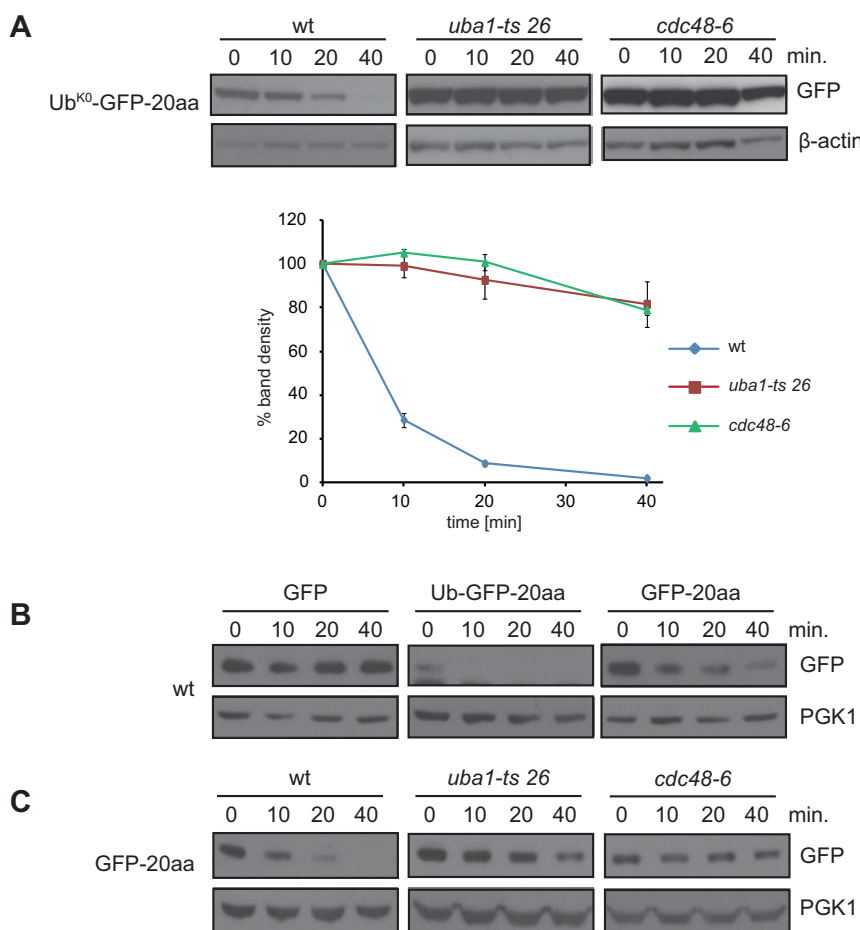 A
wt uba1-ts 26 cdc48-6
0 10 20 40 0 10 20 40 0 10 20 40 min.
Ub^K0-GFP-20aa GFP
β-actin
120
100
80
60
40
20
0
% band density
0 10 20 30 40
time [min]
wt
uba1-ts 26
cdc48-6
B
GFP Ub-GFP-20aa GFP-20aa
0 10 20 40 0 10 20 40 0 10 20 40 min.
wt GFP
PGK1
C
wt uba1-ts 26 cdc48-6
0 10 20 40 0 10 20 40 0 10 20 40 min.
GFP-20aa GFP
PGK1